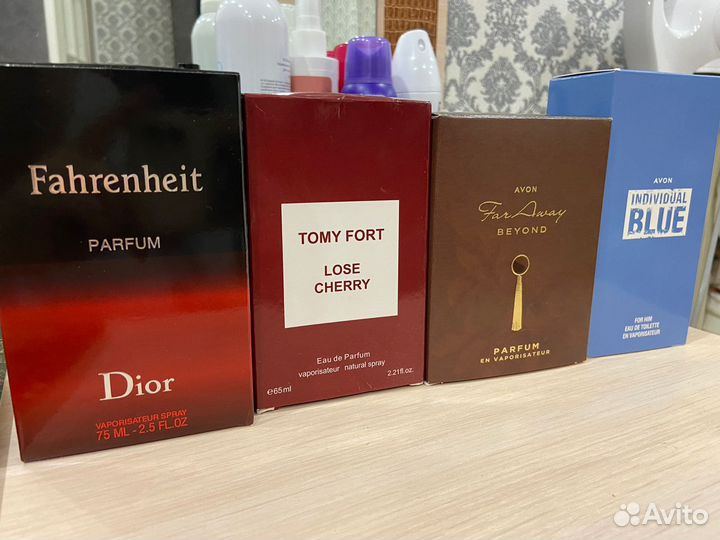 Fahrenheit
PARFUM
Dior
VAPORISATEUR SPRAY
75 ML - 2.5 FL.OZ
TOMY FORT
LOSE
CHERRY
Eau de Parfum
vaporisateur natural spray
e65ml
2.21fl.oz.
AVON
Far Away
BEYOND
PARFUM
EN VAPORISATEUR
AVON
INDIVIDUAL
BLUE
FOR HIM
EAU DE TOILETTE
EN VAPORISATEUR
Avito